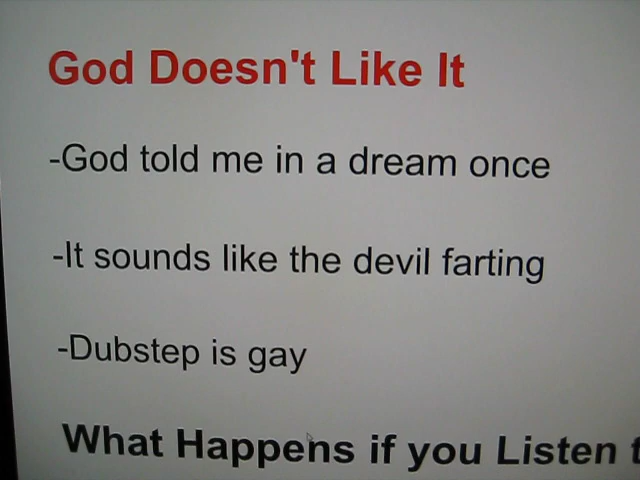 God Doesn't Like It
-God told me in a dream once
-It sounds like the devil farting
-Dubstep is gay
What Happens if you Listen